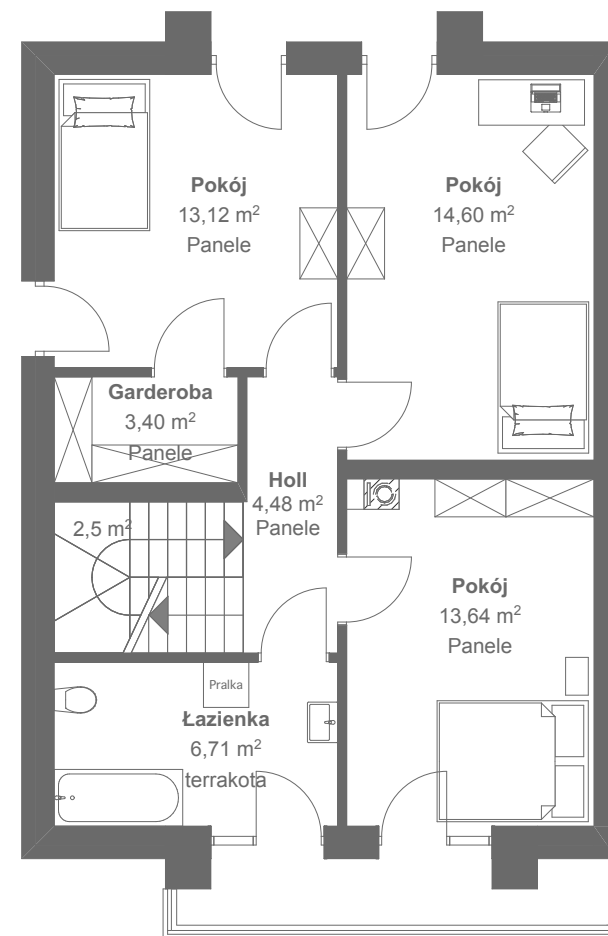 Pokój
13,12 m²
Panele
Pokój
14,60 m²
Panele
Garderoba
3,40 m²
Panele
Holl
4,48 m²
Panele
2,5 m²
Pokój
13,64 m²
Panele
Pralka
Łazienka
6,71 m²
terrakota